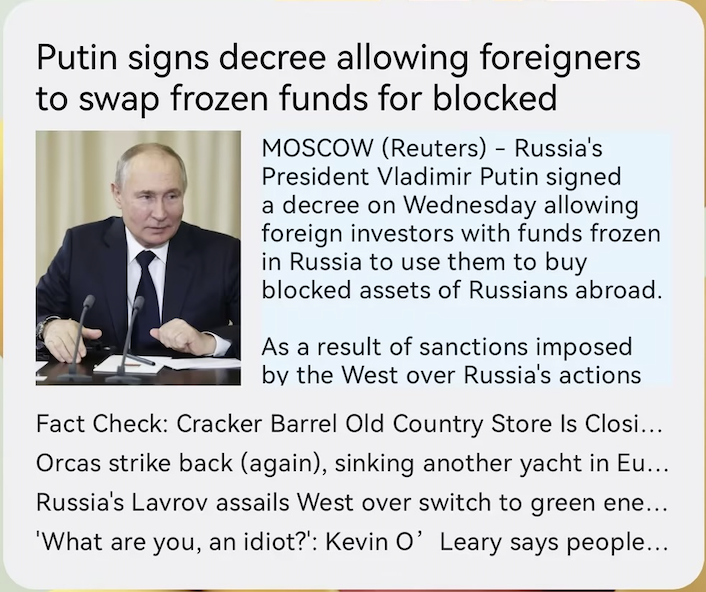 Putin signs decree allowing foreigners
to swap frozen funds for blocked
MOSCOW (Reuters) – Russia's
President Vladimir Putin signed
a decree on Wednesday allowing
foreign investors with funds frozen
in Russia to use them to buy
blocked assets of Russians abroad.
As a result of sanctions imposed
by the West over Russia's actions
Fact Check: Cracker Barrel Old Country Store Is Closi...
Orcas strike back (again), sinking another yacht in Eu...
Russia's Lavrov assails West over switch to green ene...
'What are you, an idiot?': Kevin O’ Leary says people...